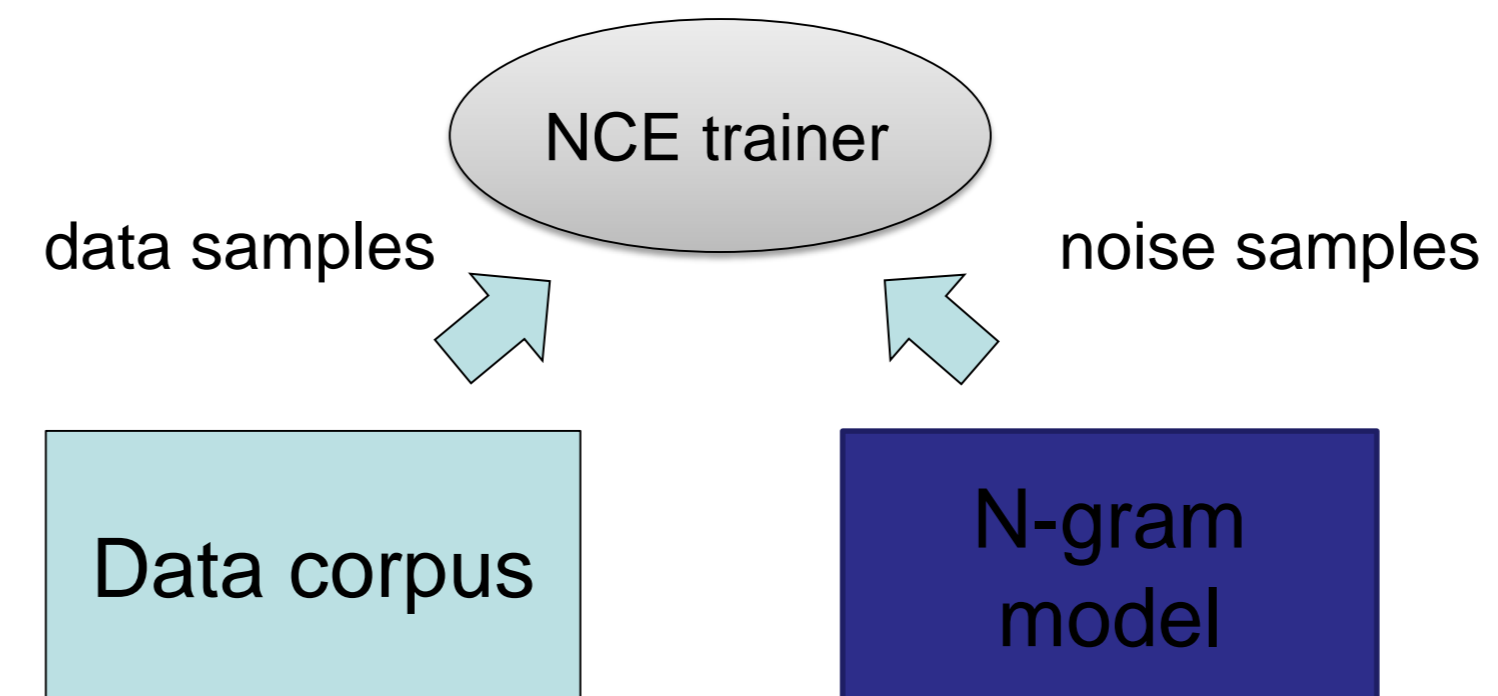 NCE trainer
data samples
noise samples
Data corpus
N-gram
model